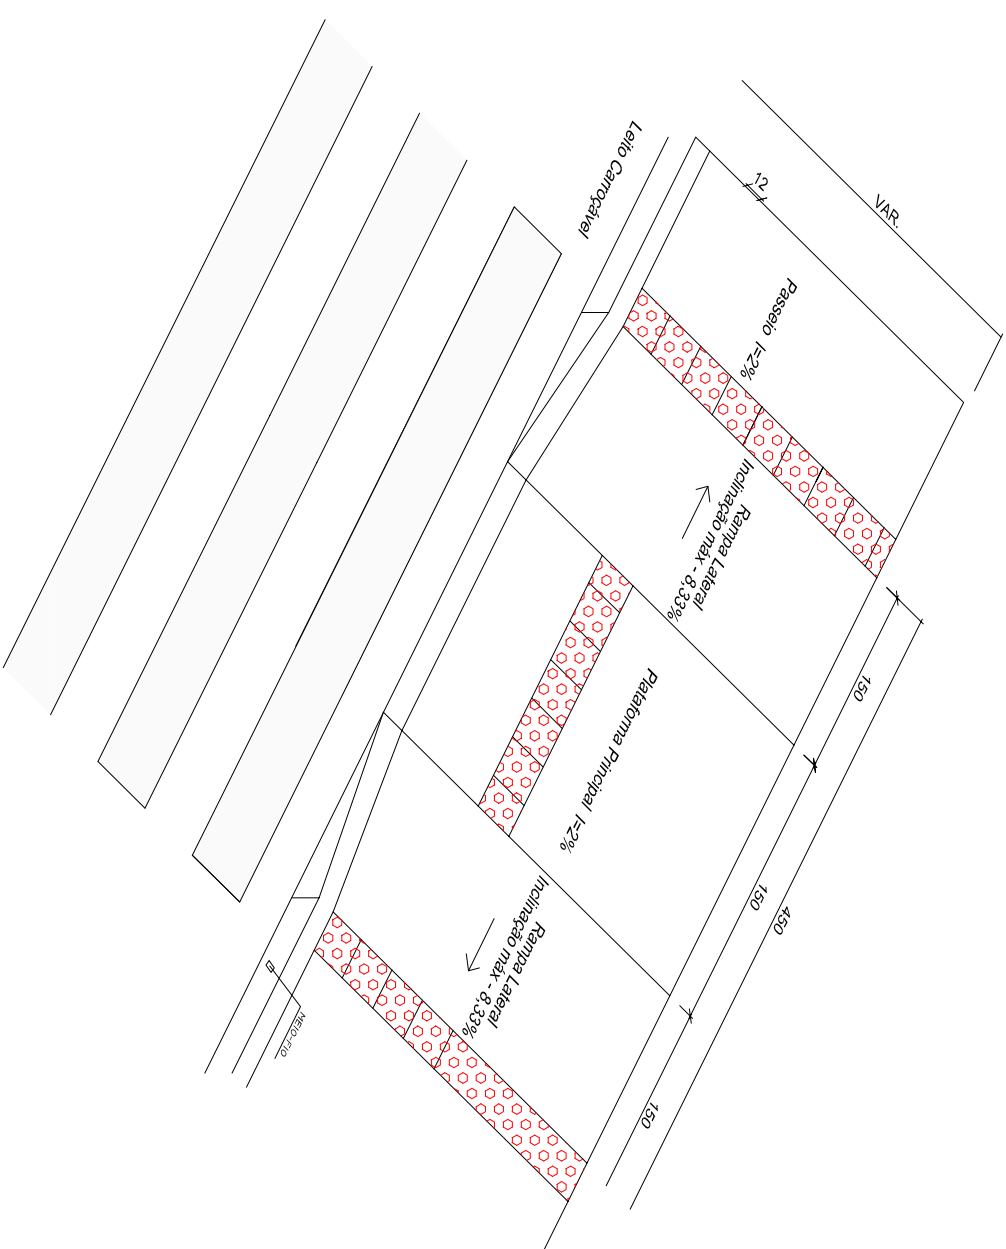 Leito Carroçável
12
VAR.
Passeio I=2%
Rampa Lateral
Inclinação máx - 8,33%
Plataforma Principal I=2%
150
150
450
Rampa Lateral
Inclinação máx - 8,33%
150
MEIO-FIO